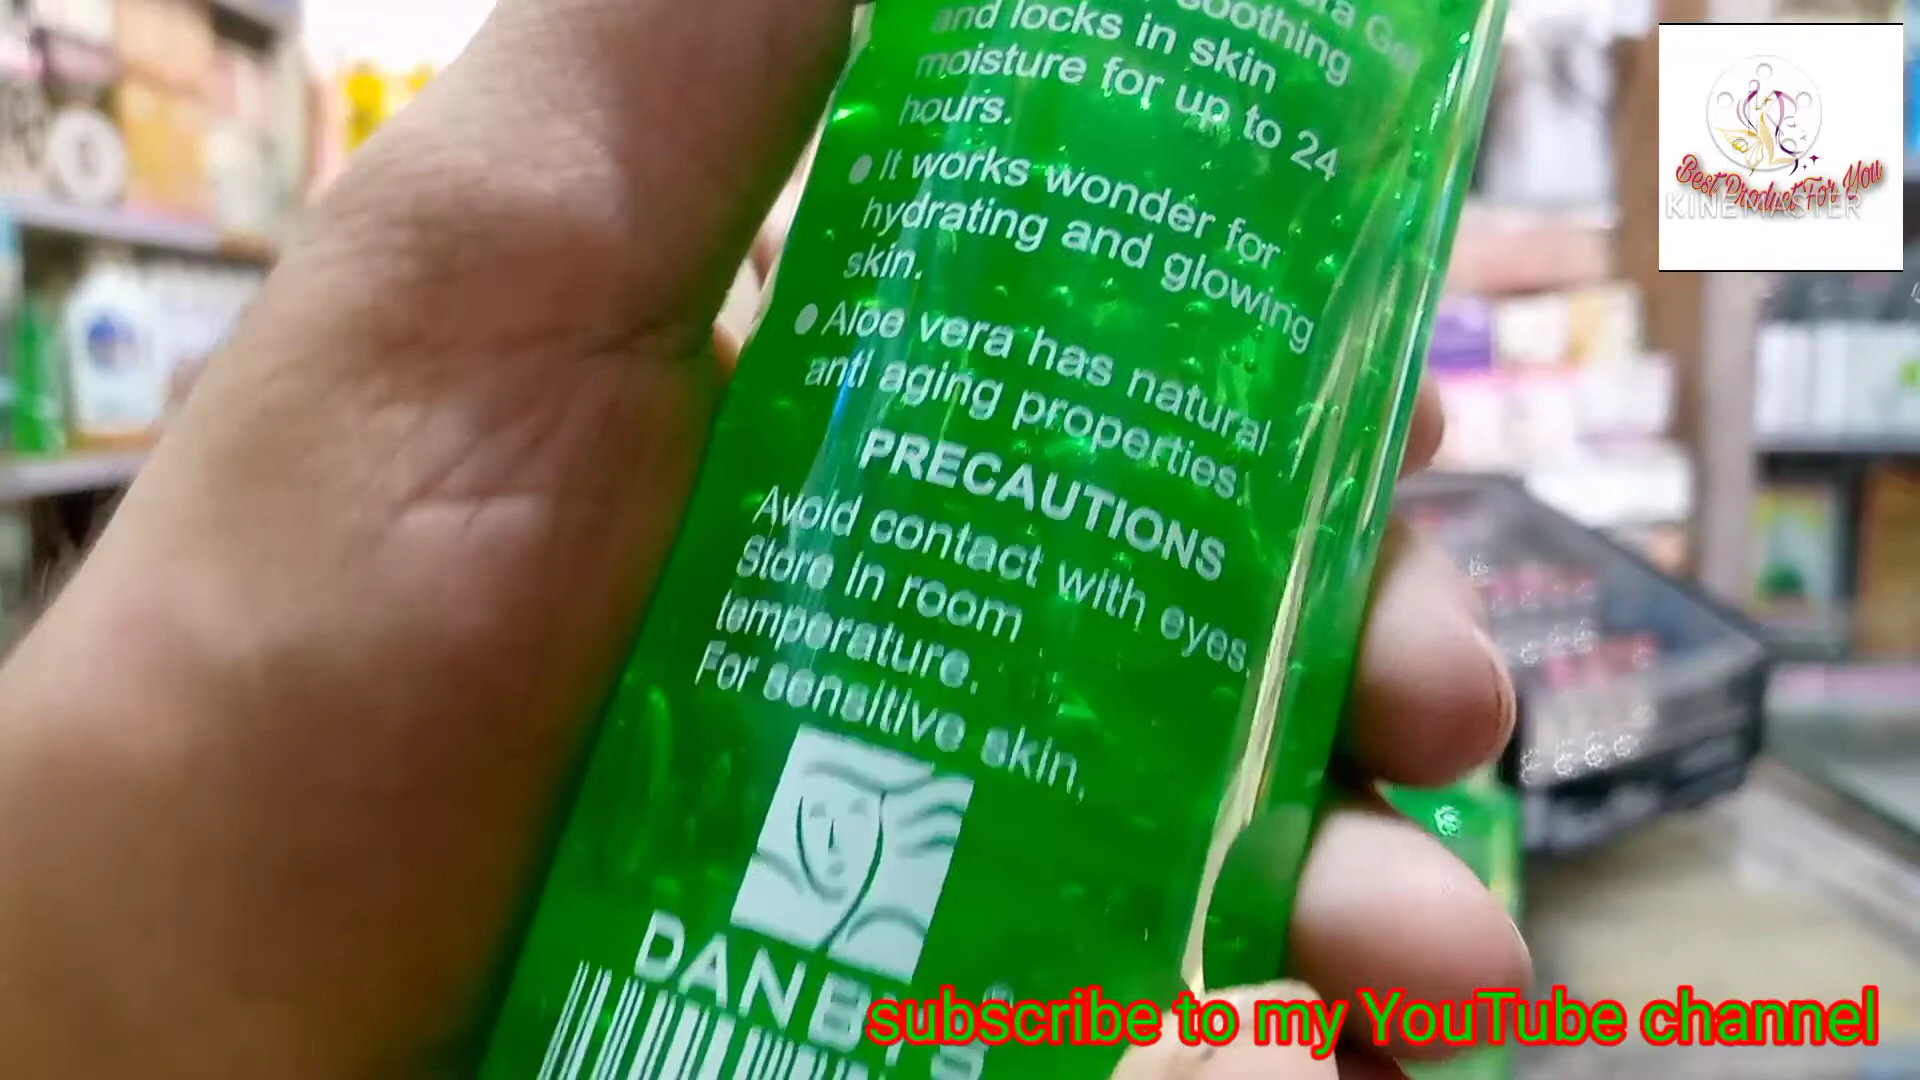 soothing
and locks in skin
moisture for up to 24
hours.
● It works wonder for
hydrating and glowing
skin.
● Aloe vera has natural
anti aging properties.
PRECAUTIONS
Avoid contact with eyes,
Store in room
temperature.
For sensitive skin,
DANBYS®
Best Product For You
KINEMASTER
subscribe to my YouTube channel